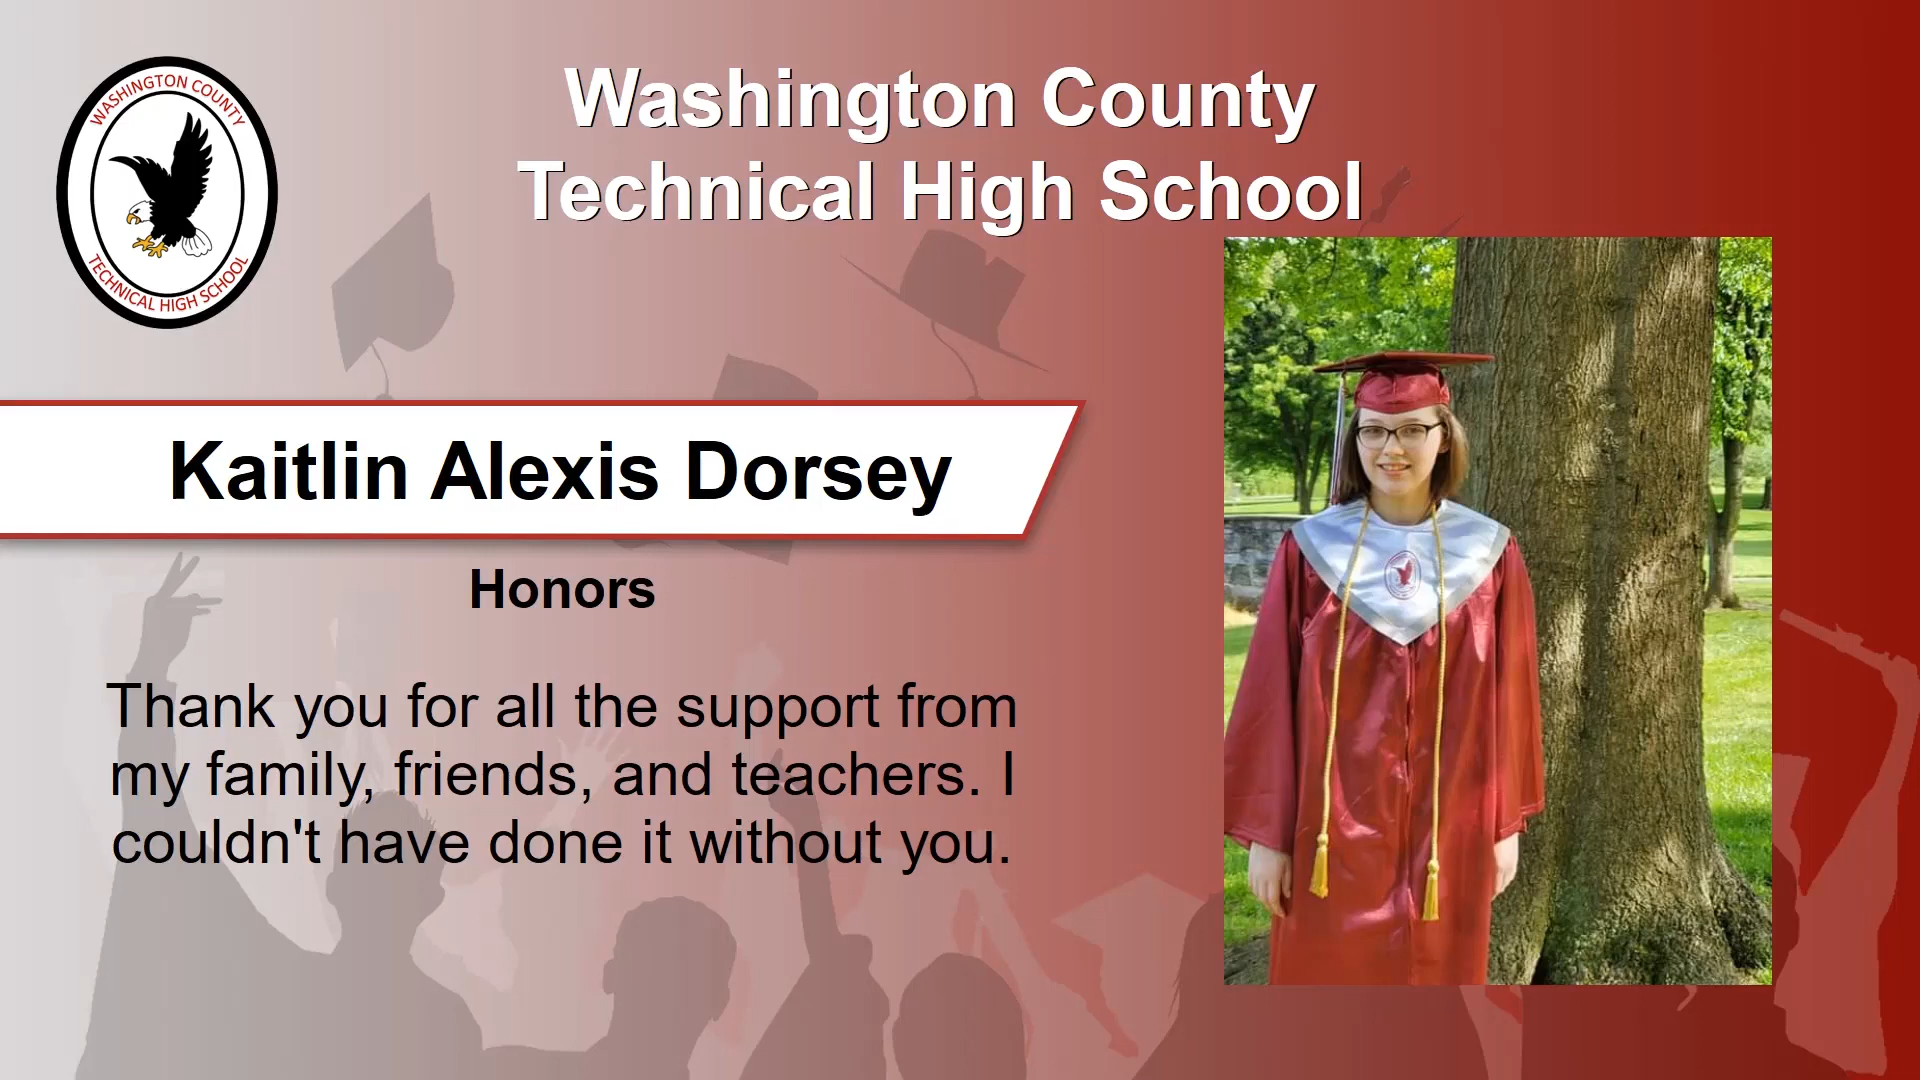 WASHINGTON COUNTY
TECHNICAL HIGH SCHOOL
Washington County
Technical High School
Kaitlin Alexis Dorsey
Honors
Thank you for all the support from
my family, friends, and teachers. I
couldn't have done it without you.